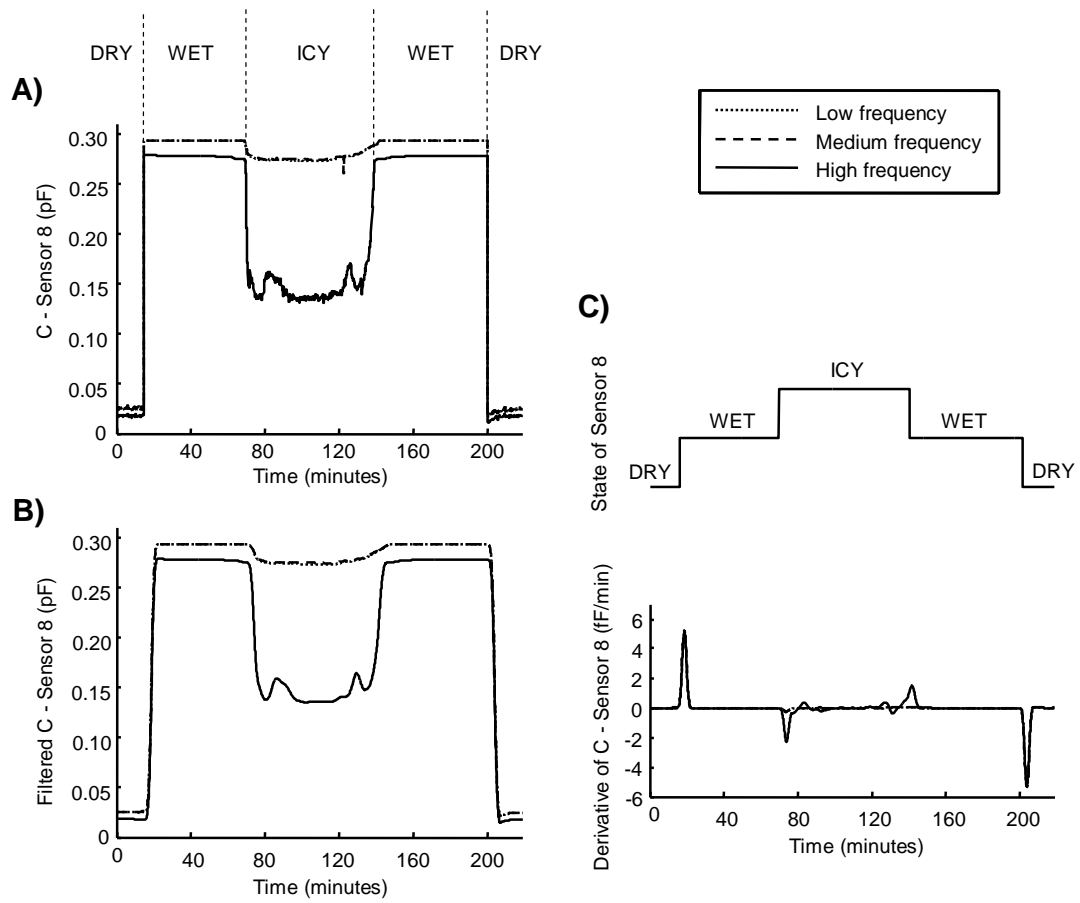 DRY WET ICY WET DRY
A)
C - Sensor 8 (pF)
0.30
0.25
0.20
0.15
0.10
0.05
0
0 40 80 120 160 200
Time (minutes)
Low frequency
Medium frequency
High frequency
B)
Filtered C - Sensor 8 (pF)
0.30
0.25
0.20
0.15
0.10
0.05
0
0 40 80 120 160 200
Time (minutes)
C)
State of Sensor 8
ICY
WET WET
DRY DRY
Derivative of C - Sensor 8 (fF/min)
6
4
2
0
-2
-4
-6
0 40 80 120 160 200
Time (minutes)